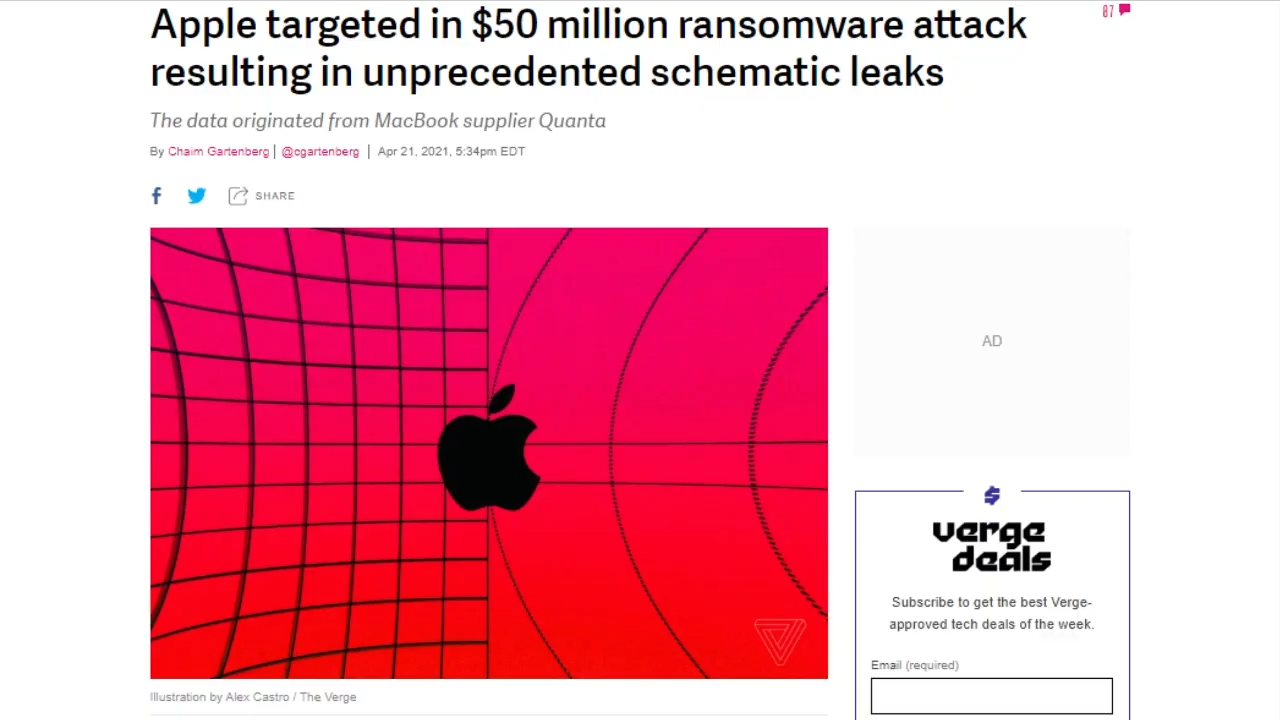 Apple targeted in $50 million ransomware attack
resulting in unprecedented schematic leaks
87
The data originated from MacBook supplier Quanta
By Chaim Gartenberg | @cgartenberg | Apr 21, 2021, 5:34pm EDT
SHARE
AD
verge
deals
Subscribe to get the best Verge-
approved tech deals of the week.
Email (required)
Illustration by Alex Castro / The Verge